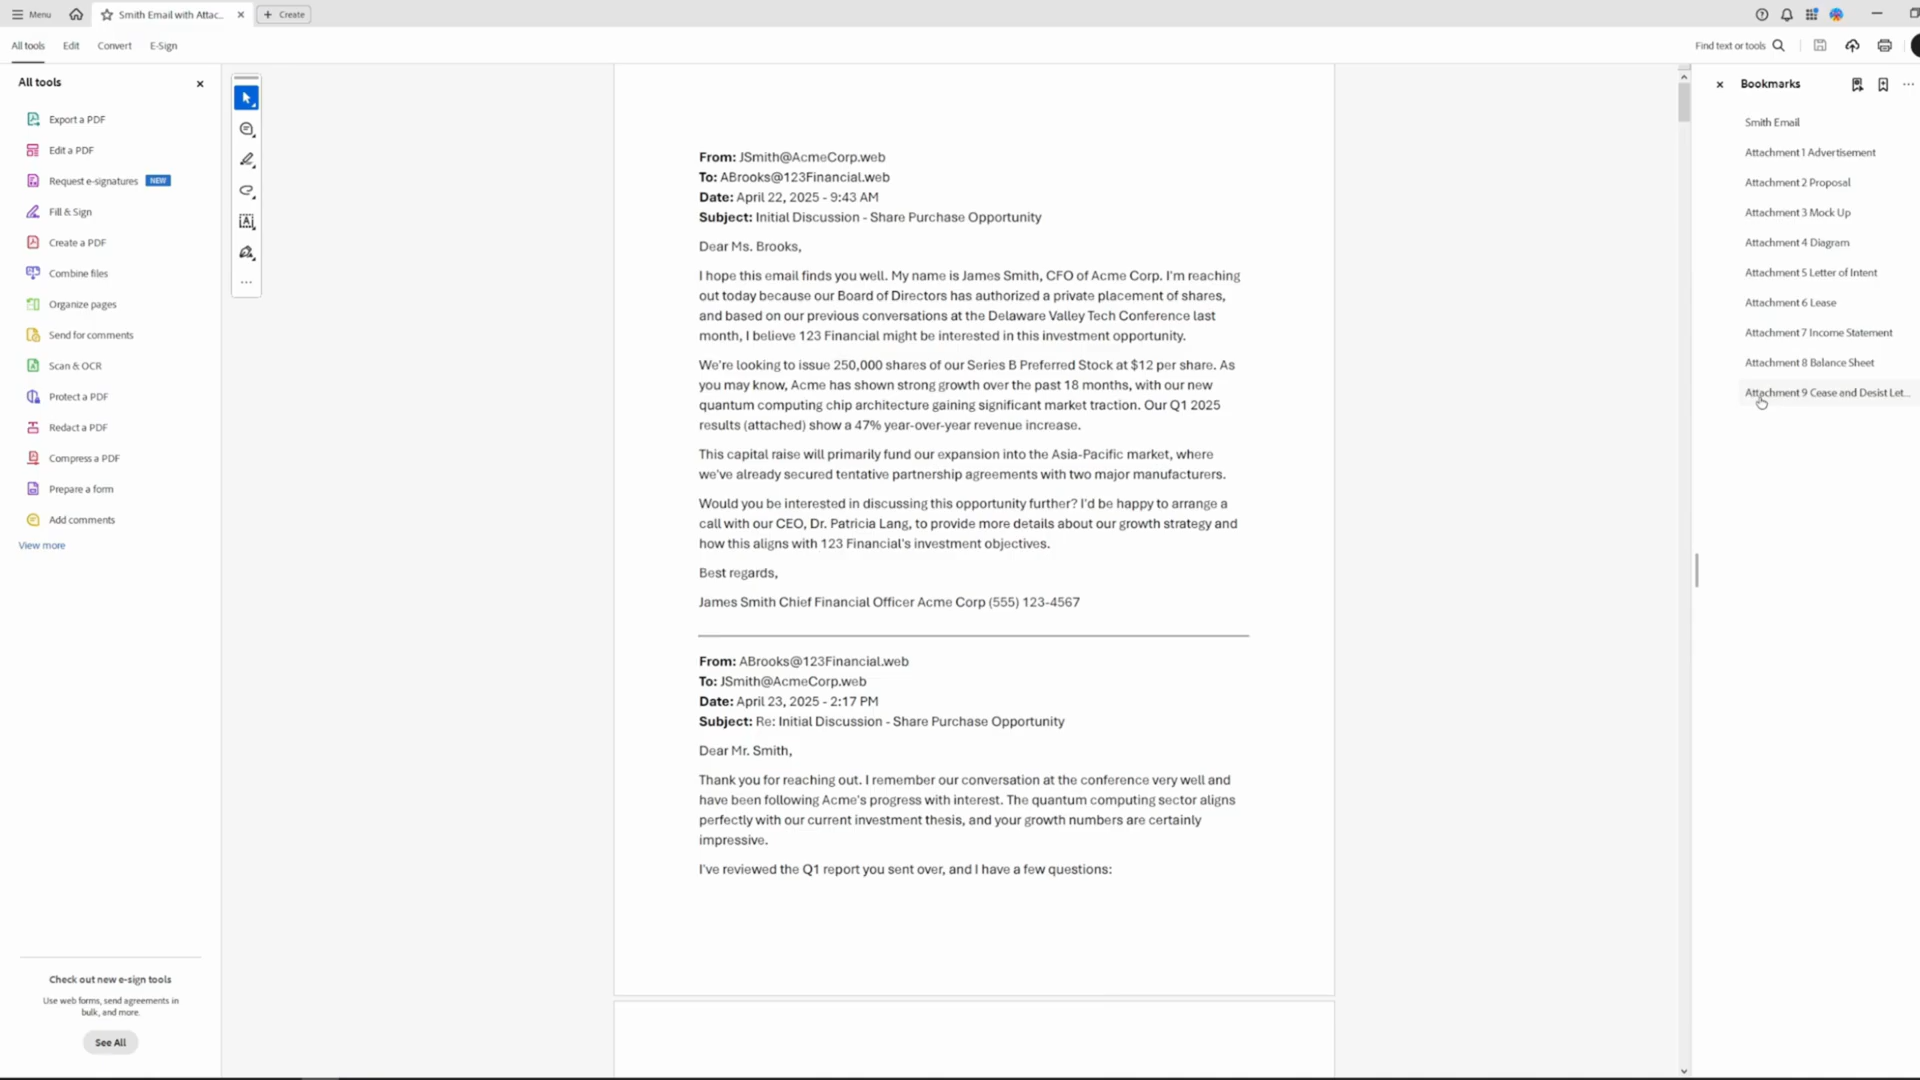 Menu
Smith Email with Attac...
Create
All tools
Edit
Convert
E-Sign
Find text or tools
All tools
Export a PDF
Edit a PDF
Request e-signatures NEW
Fill & Sign
Create a PDF
Combine files
Organize pages
Send for comments
Scan & OCR
Protect a PDF
Redact a PDF
Compress a PDF
Prepare a form
Add comments
View more
Check out new e-sign tools
Use web forms, send agreements in
bulk, and more.
See All
From: JSmith@AcmeCorp.web
To: ABrooks@123Financial.web
Date: April 22, 2025 - 9:43 AM
Subject: Initial Discussion - Share Purchase Opportunity
Dear Ms. Brooks,
I hope this email finds you well. My name is James Smith, CFO of Acme Corp. I'm reaching
out today because our Board of Directors has authorized a private placement of shares,
and based on our previous conversations at the Delaware Valley Tech Conference last
month, I believe 123 Financial might be interested in this investment opportunity.
We're looking to issue 250,000 shares of our Series B Preferred Stock at $12 per share. As
you may know, Acme has shown strong growth over the past 18 months, with our new
quantum computing chip architecture gaining significant market traction. Our Q1 2025
results (attached) show a 47% year-over-year revenue increase.
This capital raise will primarily fund our expansion into the Asia-Pacific market, where
we've already secured tentative partnership agreements with two major manufacturers.
Would you be interested in discussing this opportunity further? I'd be happy to arrange a
call with our CEO, Dr. Patricia Lang, to provide more details about our growth strategy and
how this aligns with 123 Financial's investment objectives.
Best regards,
James Smith Chief Financial Officer Acme Corp (555) 123-4567
From: ABrooks@123Financial.web
To: JSmith@AcmeCorp.web
Date: April 23, 2025 - 2:17 PM
Subject: Re: Initial Discussion - Share Purchase Opportunity
Dear Mr. Smith,
Thank you for reaching out. I remember our conversation at the conference very well and
have been following Acme's progress with interest. The quantum computing sector aligns
perfectly with our current investment thesis, and your growth numbers are certainly
impressive.
I've reviewed the Q1 report you sent over, and I have a few questions:
Bookmarks
Smith Email
Attachment 1 Advertisement
Attachment 2 Proposal
Attachment 3 Mock Up
Attachment 4 Diagram
Attachment 5 Letter of Intent
Attachment 6 Lease
Attachment 7 Income Statement
Attachment 8 Balance Sheet
Attachment 9 Cease and Desist Let...